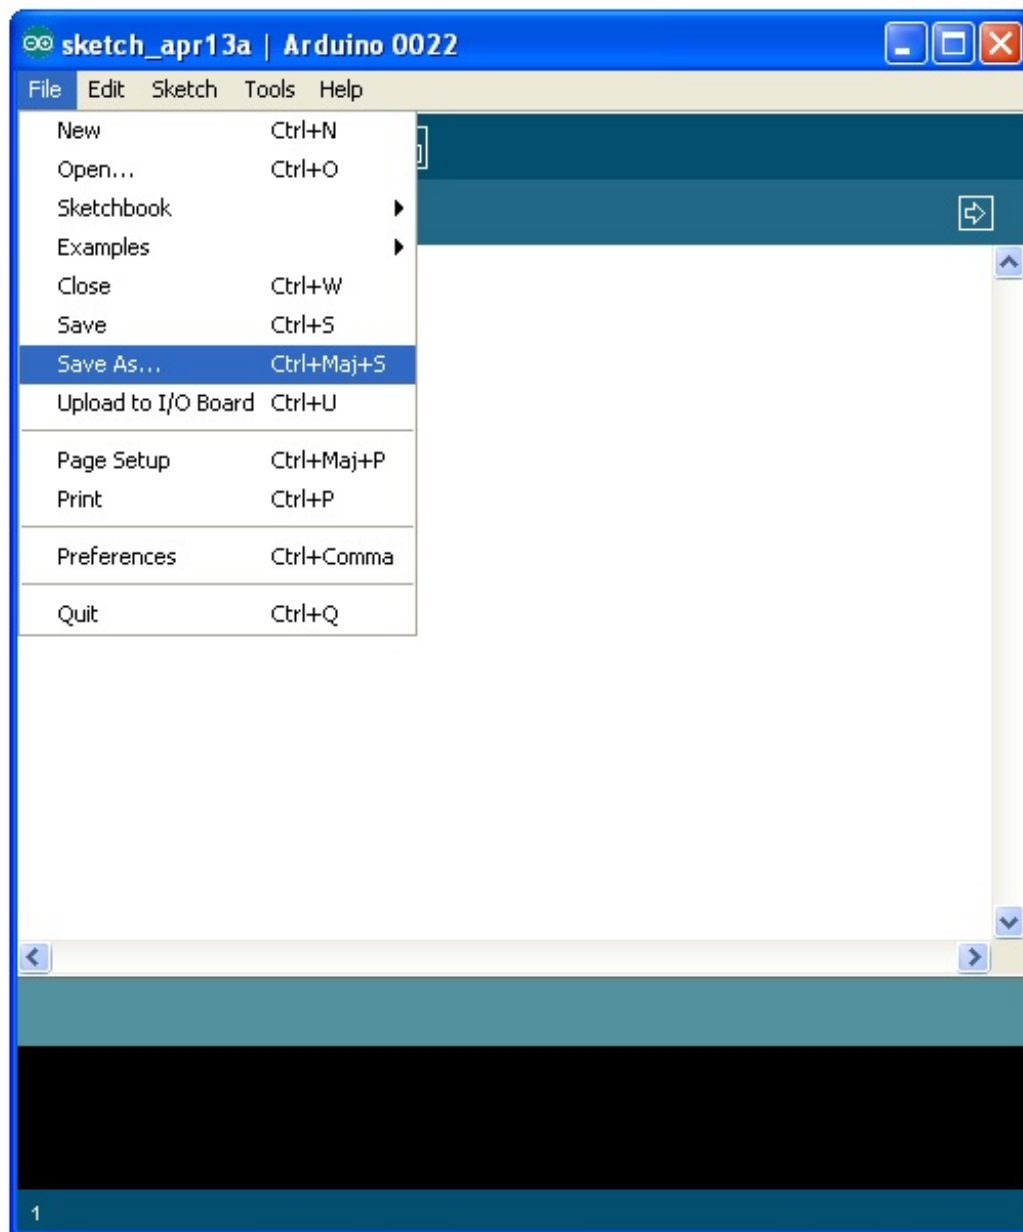 sketch_apr13a | Arduino 0022
File Edit Sketch Tools Help
New Ctrl+N
Open... Ctrl+O
Sketchbook
Examples
Close Ctrl+W
Save Ctrl+S
Save As... Ctrl+Maj+S
Upload to I/O Board Ctrl+U
Page Setup Ctrl+Maj+P
Print Ctrl+P
Preferences Ctrl+Comma
Quit Ctrl+Q
1